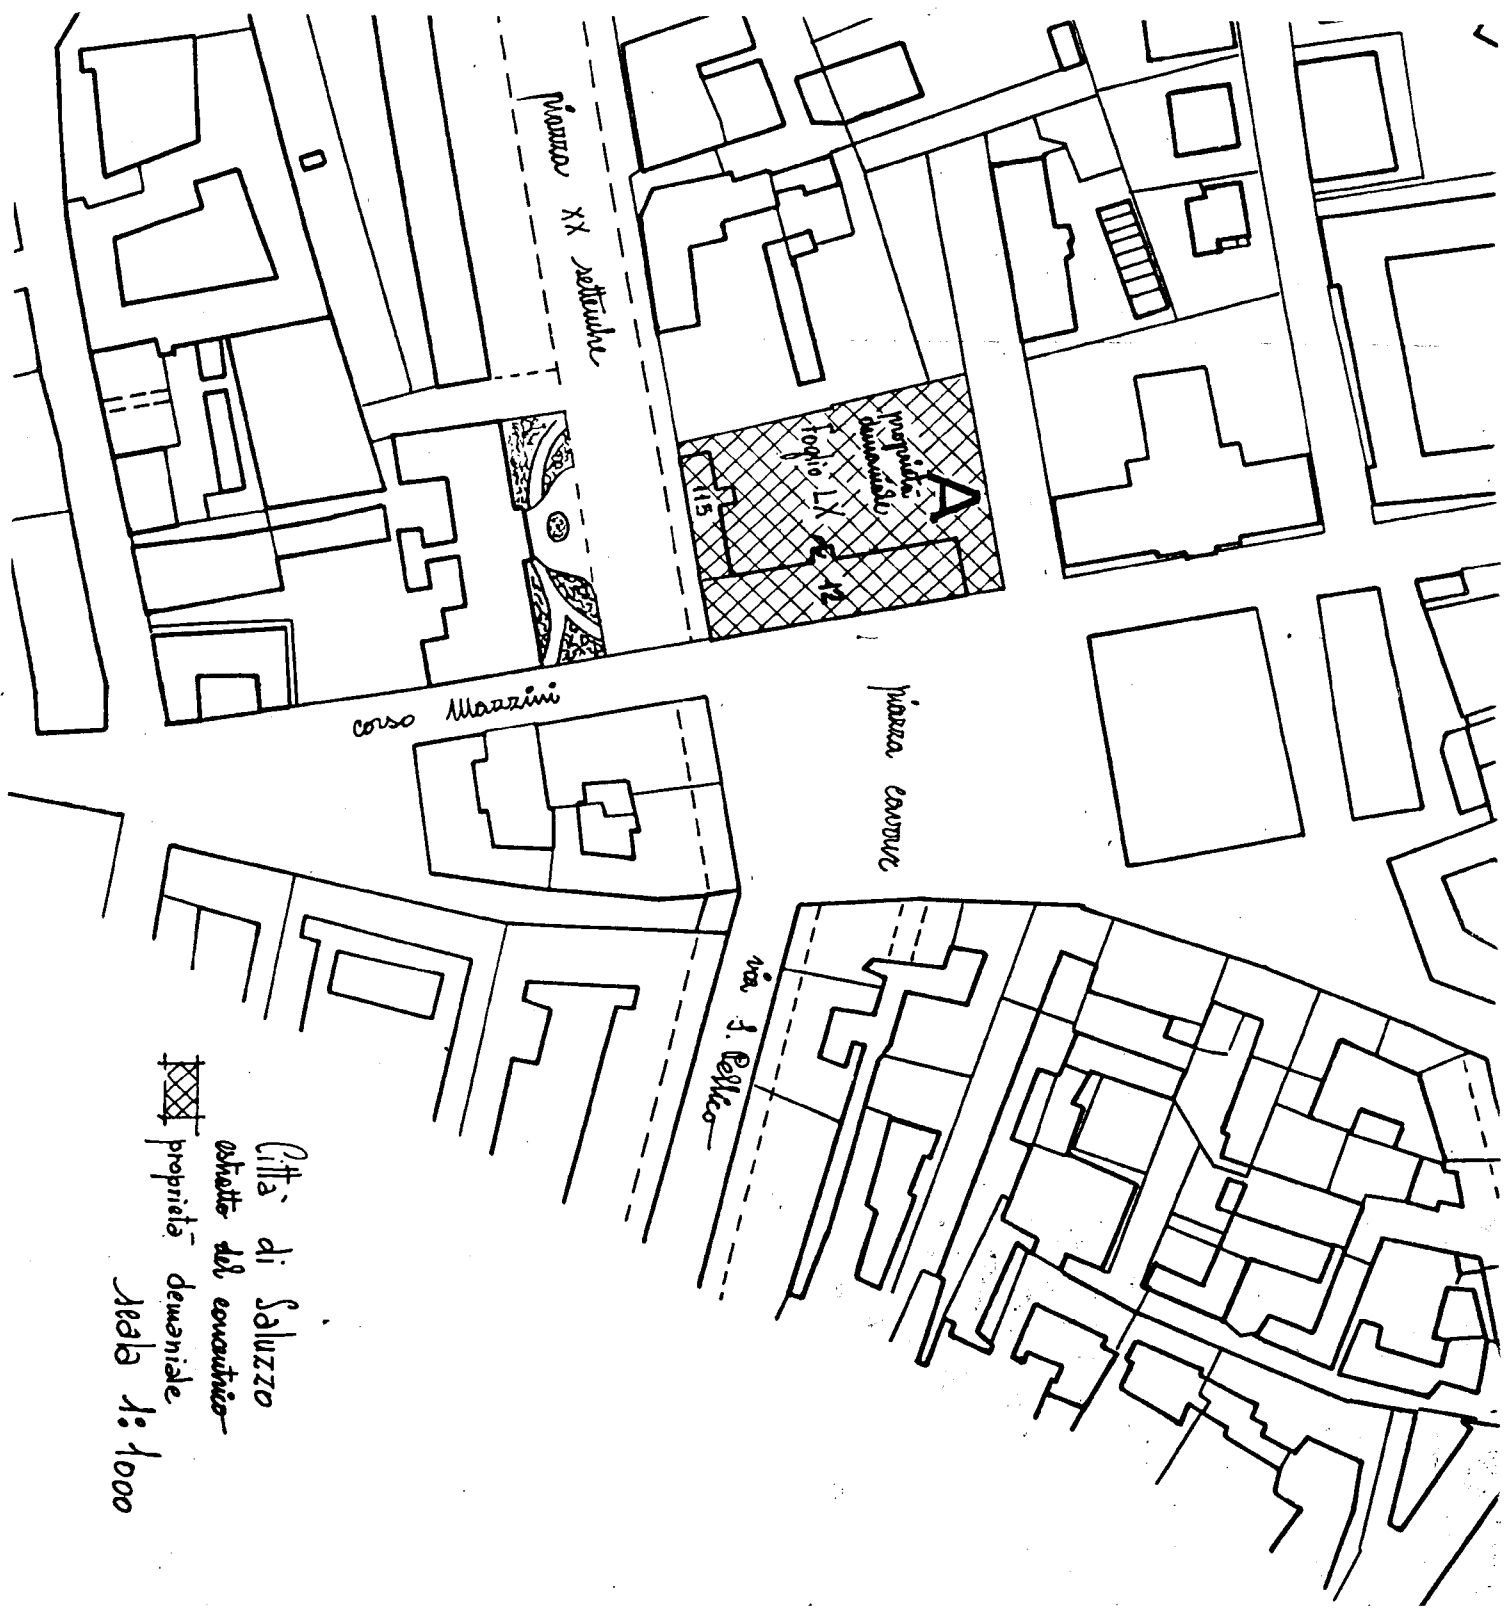 piazza XX settembre
A
proprietà
demaniale
foglio LX
115
12
corso Mazzini
piazza cavour
via S. Pellico
Città di Saluzzo
estratto del concentrico
proprietà demaniale
scala 1:1000